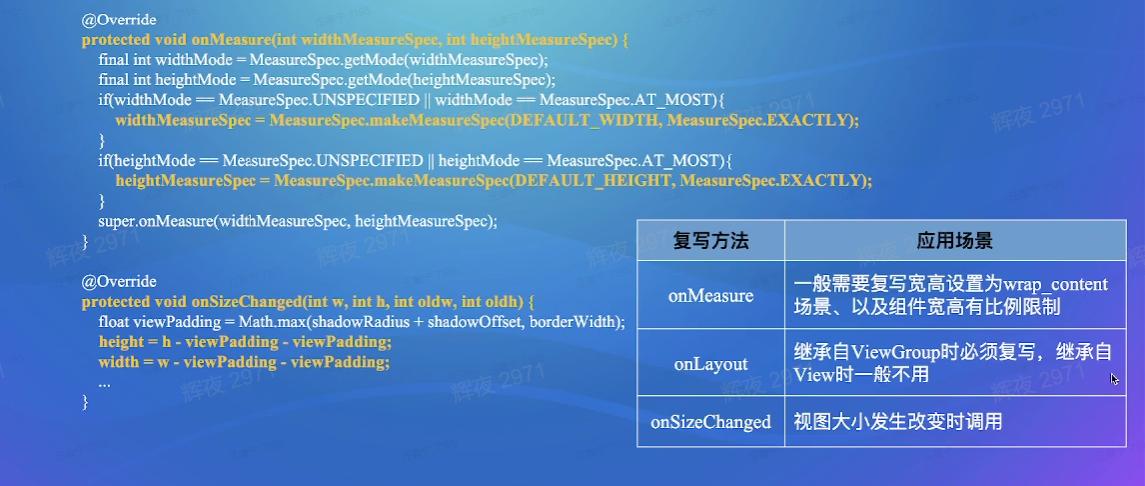 @Override
protected void onMeasure(int widthMeasureSpec, int heightMeasureSpec) {
final int widthMode = MeasureSpec.getMode(widthMeasureSpec);
final int heightMode = MeasureSpec.getMode(heightMeasureSpec);
if(widthMode == MeasureSpec.UNSPECIFIED || widthMode == MeasureSpec.AT_MOST){
widthMeasureSpec = MeasureSpec.makeMeasureSpec(DEFAULT_WIDTH, MeasureSpec.EXACTLY);
}
if(heightMode == MeasureSpec.UNSPECIFIED || heightMode == MeasureSpec.AT_MOST){
heightMeasureSpec = MeasureSpec.makeMeasureSpec(DEFAULT_HEIGHT, MeasureSpec.EXACTLY);
}
super.onMeasure(widthMeasureSpec, heightMeasureSpec);
}
@Override
protected void onSizeChanged(int w, int h, int oldw, int oldh) {
float viewPadding = Math.max(shadowRadius + shadowOffset, borderWidth);
height = h - viewPadding - viewPadding;
width = w - viewPadding - viewPadding;
...
}
复写方法 应用场景
onMeasure 一般需要复写宽高设置为wrap_content
场景、以及组件宽高有比例限制
onLayout 继承自ViewGroup时必须复写，继承自
View时一般不用
onSizeChanged 视图大小发生改变时调用
辉夜 2971
辉夜 2971
辉夜 2971
辉夜 2971
辉夜 2971
辉夜 2971
辉夜 2971